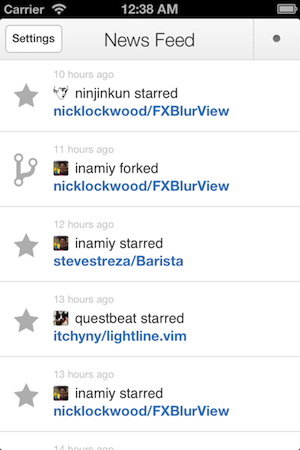 Carrier 12:38 AM
Settings News Feed
10 hours ago
ninjinkun starred
nicklockwood/FXBlurView
11 hours ago
inamiy forked
nicklockwood/FXBlurView
12 hours ago
inamiy starred
stevestreza/Barista
13 hours ago
questbeat starred
itchyny/lightline.vim
13 hours ago
inamiy starred
nicklockwood/FXBlurView
14 hours ago